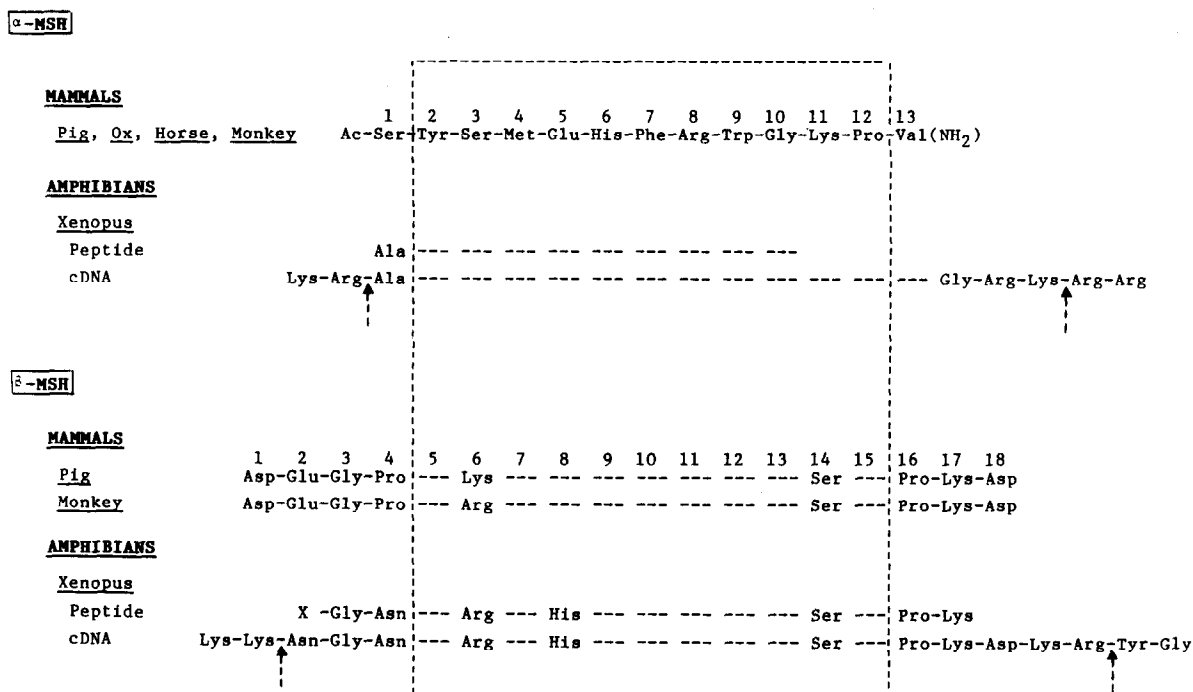 α-MSH
MAMMALS
1 2 3 4 5 6 7 8 9 10 11 12 13
Pig, Ox, Horse, Monkey Ac-Ser-Tyr-Ser-Met-Glu-His-Phe-Arg-Trp-Gly-Lys-Pro-Val(NH2)
AMPHIBIANS
Xenopus
Peptide Ala --- --- --- --- --- --- --- --- ---
cDNA Lys-Arg-Ala --- --- --- --- --- --- --- --- --- --- --- --- Gly-Arg-Lys-Arg-Arg
β-MSH
MAMMALS
1 2 3 4 5 6 7 8 9 10 11 12 13 14 15 16 17 18
Pig Asp-Glu-Gly-Pro --- Lys --- --- --- --- --- --- --- Ser --- Pro-Lys-Asp
Monkey Asp-Glu-Gly-Pro --- Arg --- --- --- --- --- --- --- Ser --- Pro-Lys-Asp
AMPHIBIANS
Xenopus
Peptide X -Gly-Asn --- Arg --- His --- --- --- --- --- Ser --- Pro-Lys
cDNA Lys-Lys-Asn-Gly-Asn --- Arg --- His --- --- --- --- --- Ser --- Pro-Lys-Asp-Lys-Arg-Tyr-Gly